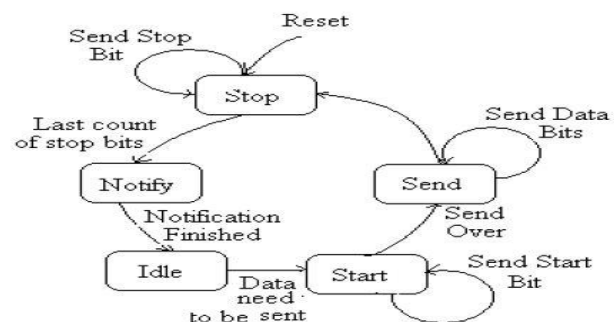 Reset
Send Stop
Bit
Stop
Last count
of stop bits
Send Data
Bits
Notify
Send
Notification
Finished
Send
Over
Idle
Data
need
to be sent
Start
Send Start
Bit